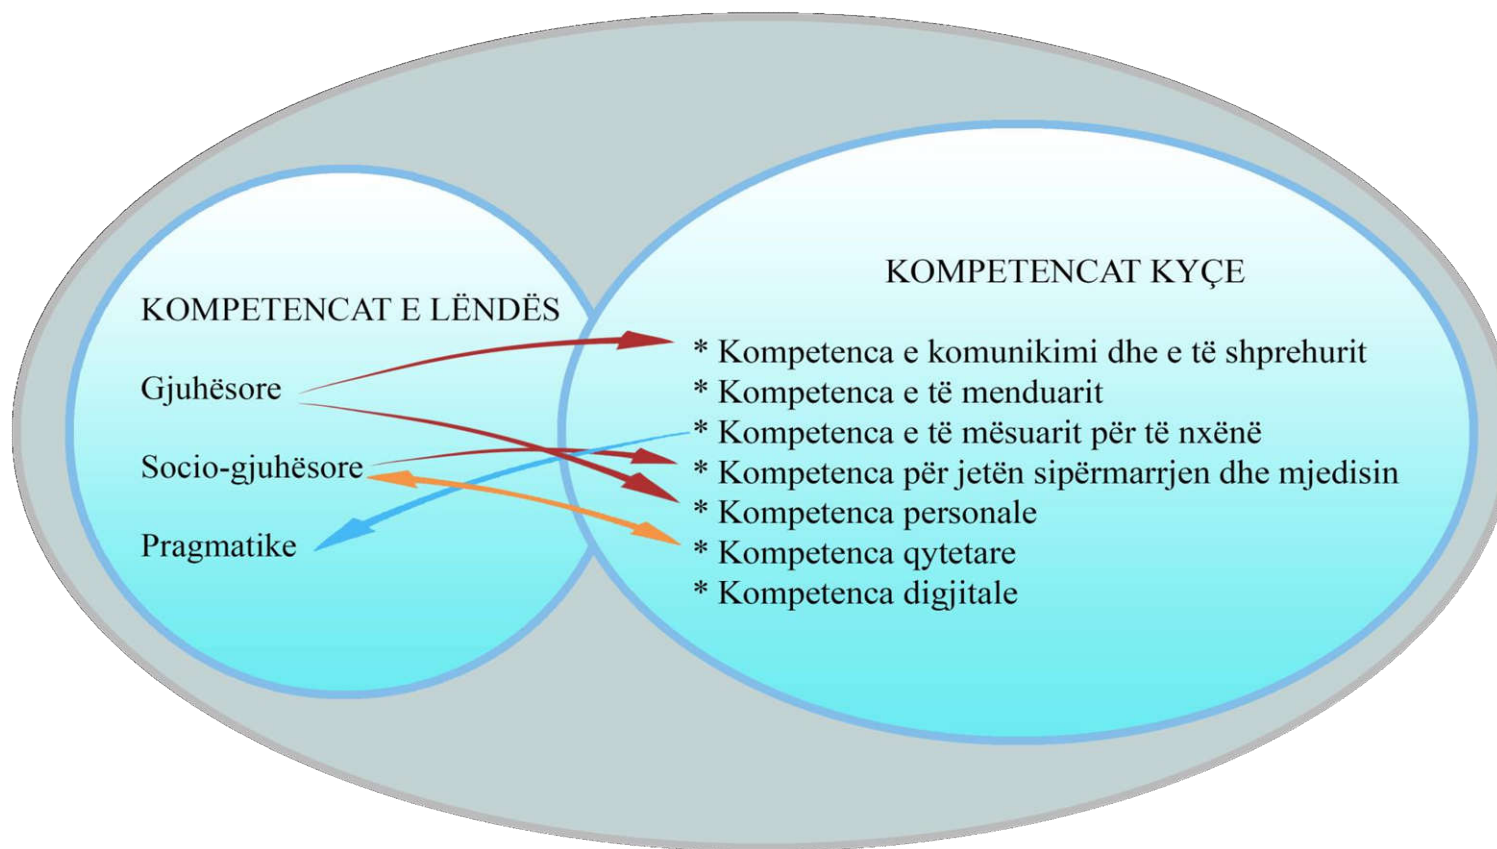 KOMPETENCAT E LËNDËS
Gjuhësore
Socio-gjuhësore
Pragmatike
KOMPETENCAT KYÇE
* Kompetenca e komunikimi dhe e të shprehurit
* Kompetenca e të menduarit
* Kompetenca e të mësuarit për të nxënë
* Kompetenca për jetën sipërmarrjen dhe mjedisin
* Kompetenca personale
* Kompetenca qytetare
* Kompetenca digjitale